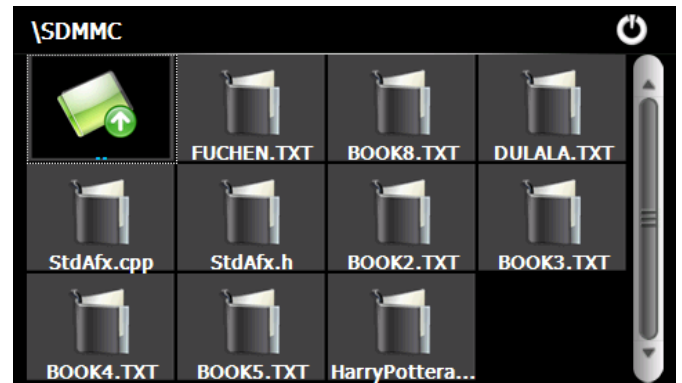 \SDMMC
..
FUCHEN.TXT
BOOK8.TXT
DULALA.TXT
StdAfx.cpp
StdAfx.h
BOOK2.TXT
BOOK3.TXT
BOOK4.TXT
BOOK5.TXT
HarryPottera...